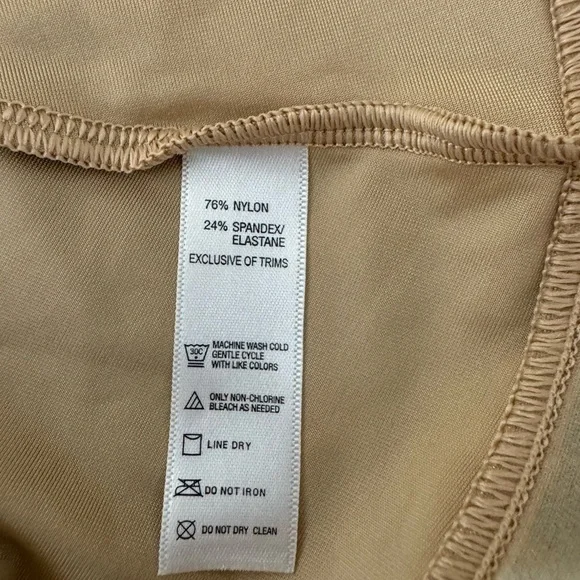 76% NYLON
24% SPANDEX/
ELASTANE
EXCLUSIVE OF TRIMS
30C
MACHINE WASH COLD
GENTLE CYCLE
WITH LIKE COLORS
ONLY NON-CHLORINE
BLEACH AS NEEDED
LINE DRY
DO NOT IRON
DO NOT DRY CLEAN